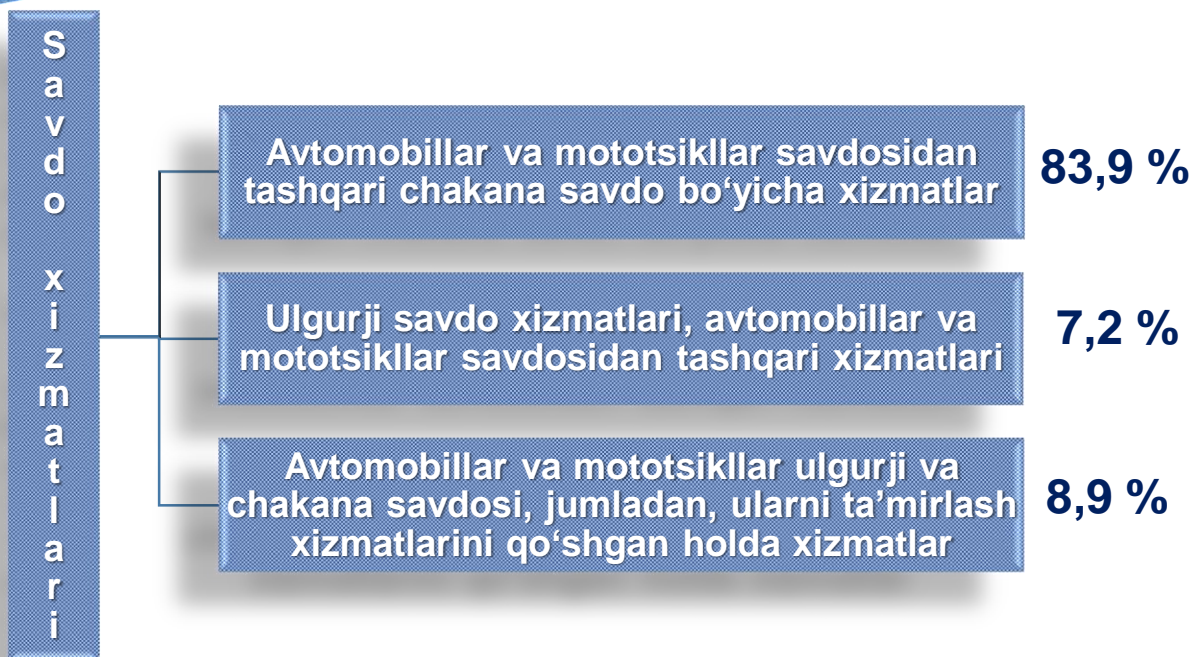 Savdo xizmatlari
Avtomobillar va mototsikllar savdosidan
tashqari chakana savdo bo‘yicha xizmatlar
83,9 %
Ulgurji savdo xizmatlari, avtomobillar va
mototsikllar savdosidan tashqari xizmatlari
7,2 %
Avtomobillar va mototsikllar ulgurji va
chakana savdosi, jumladan, ularni ta’mirlash
xizmatlarini qo‘shgan holda xizmatlar
8,9 %